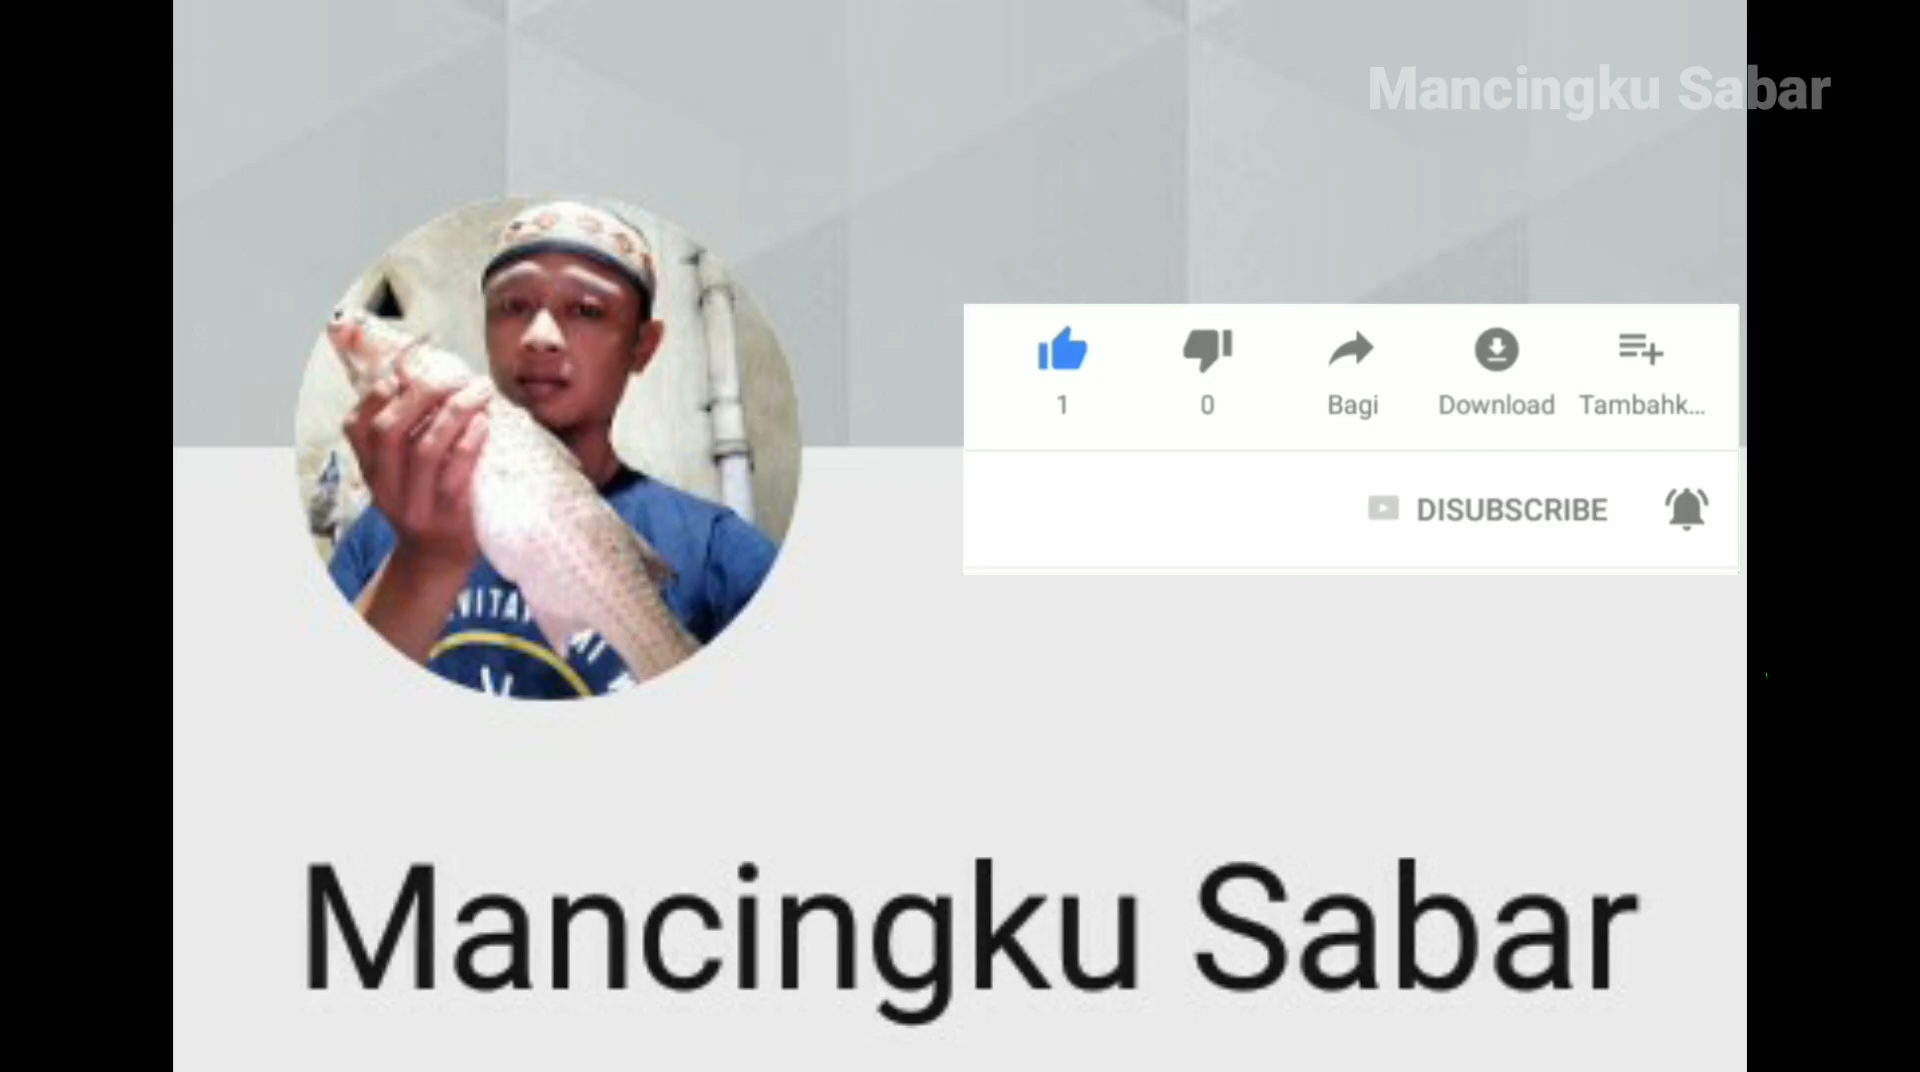 Mancingku Sabar
1
0
Bagi
Download
Tambahk...
DISUBSCRIBE
Mancingku Sabar